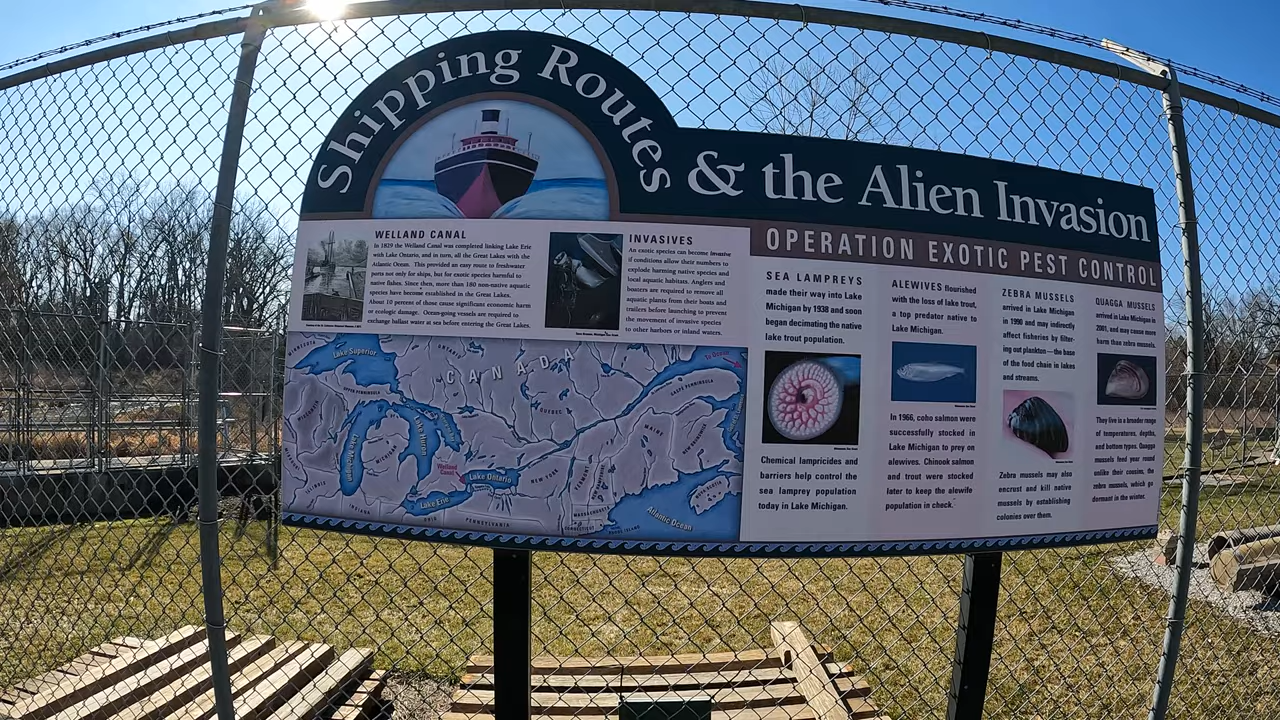 Shipping Routes
& the Alien Invasion
WELLAND CANAL
In 1829 the Welland Canal was completed linking Lake Erie
with Lake Ontario, and in turn, all the Great Lakes with the
Atlantic Ocean. This provided an easy route to freshwater
ports not only for ships, but for exotic species harmful to
native fishes. Since then, more than 180 non-native aquatic
species have become established in the Great Lakes.
About 10 percent of those cause significant economic harm
or ecologic damage. Ocean-going vessels are required to
exchange ballast water at sea before entering the Great Lakes.
INVASIVES
An exotic species can become invasive
if conditions allow their numbers to
explode harming native species and
local aquatic habitats. Anglers and
boaters are required to remove all
aquatic plants from their boats and
trailers before launching to prevent
the movement of invasive species
to other harbors or inland waters.
OPERATION EXOTIC PEST CONTROL
SEA LAMPREYS
made their way into Lake
Michigan by 1938 and soon
began decimating the native
lake trout population.
Chemical lampricides and
barriers help control the
sea lamprey population
today in Lake Michigan.
ALEWIVES flourished
with the loss of lake trout,
a top predator native to
Lake Michigan.
In 1966, coho salmon were
successfully stocked in
Lake Michigan to prey on
alewives. Chinook salmon
and trout were stocked
later to keep the alewife
population in check.
ZEBRA MUSSELS
arrived in Lake Michigan
in 1990 and may indirectly
affect fisheries by filter-
ing out plankton—the base
of the food chain in lakes
and streams.
Zebra mussels may also
encrust and kill native
mussels by establishing
colonies over them.
QUAGGA MUSSELS
arrived in Lake Michigan
2001, and may cause more
harm than zebra mussels.
They live in a broader range
of temperatures, depths,
and bottom types. Quagga
mussels feed year round
unlike their cousins, the
zebra mussels, which go
dormant in the winter.
Lake Superior
CANADA
To Ocean
ONTARIO
QUEBEC
GASPE PENINSULA
MAINE
Lake Huron
Welland
Canal
Lake Ontario
Lake Erie
NEW YORK
NOVA SCOTIA
Atlantic Ocean
INDIANA
OHIO
PENNSYLVANIA